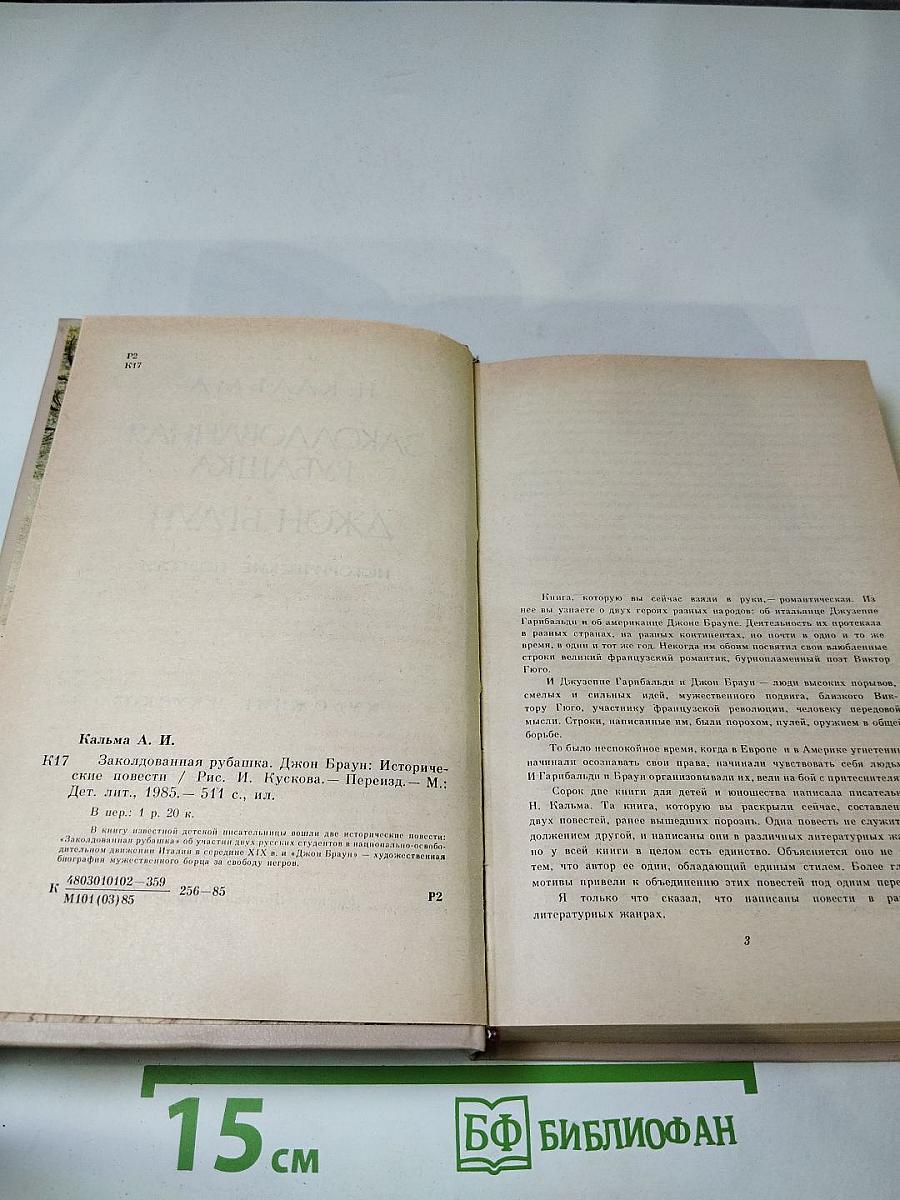 Р2
К17
Кальма А. И.
К17 Заколдованная рубашка. Джон Браун: Историче-
ские повести / Рис. И. Кускова.— Переизд.— М.:
Дет. лит., 1985.— 511 с., ил.
В пер.: 1 р. 20 к.
В книгу известной детской писательницы вошли две исторические повести:
«Заколдованная рубашка» об участии двух русских студентов в национально-освобо-
дительном движении Италии в середине XIX в. и «Джон Браун» — художественная
биография мужественного борца за свободу негров.
К 4803010102—359 256—85
М101(03)85
Р2
Книга, которую вы сейчас взяли в руки,— романтическая. Из
нее вы узнаете о двух героях разных народов: об итальянце Джузеппе
Гарибальди и об американце Джоне Брауне. Деятельность их протекала
в разных странах, на разных континентах, но почти в одно и то же
время, в один и тот же год. Некогда им обоим посвятил свои влюбленные
строки великий французский романтик, бурнопламенный поэт Виктор
Гюго.
И Джузеппе Гарибальди и Джон Браун — люди высоких порывов,
смелых и сильных идей, мужественного подвига, близкого Вик-
тору Гюго, участнику французской революции, человеку передовой
мысли. Строки, написанные им, были порохом, пулей, оружием в общей
борьбе.
То было неспокойное время, когда в Европе и в Америке угнетенн
начинали осознавать свои права, начинали чувствовать себя людьм
И Гарибальди и Браун организовывали их, вели на бой с притеснителя
Сорок две книги для детей и юношества написала писатель
Н. Кальма. Та книга, которую вы раскрыли сейчас, составлен
двух повестей, ранее вышедших порознь. Одна повесть не служит
должением другой, и написаны они в различных литературных жа
но у всей книги в целом есть единство. Объясняется оно не
тем, что автор ее один, обладающий единым стилем. Более гл
мотивы привели к объединению этих повестей под одним пере
Я только что сказал, что написаны повести в ра
литературных жанрах.
3
15 см
БФ БИБЛИОФАН